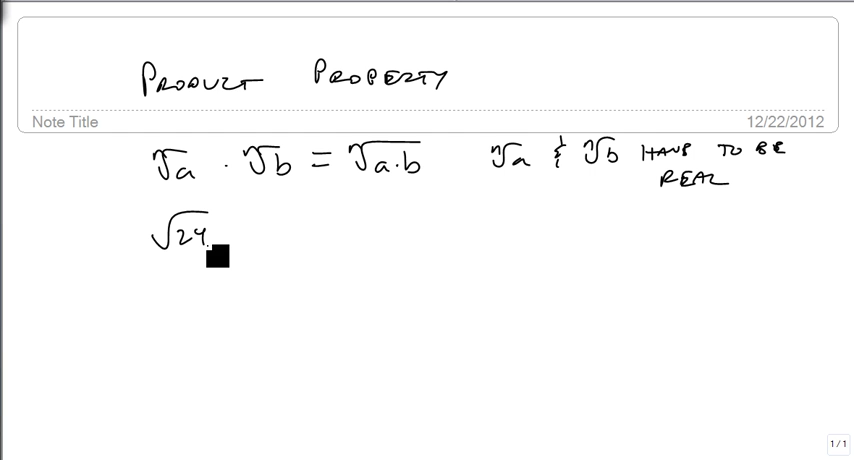 PRODUCT PROPERTY
Note Title 12/22/2012
ⁿ√a · ⁿ√b = ⁿ√a·b ⁿ√a & ⁿ√b HAVE TO BE
REAL
√24
1 / 1